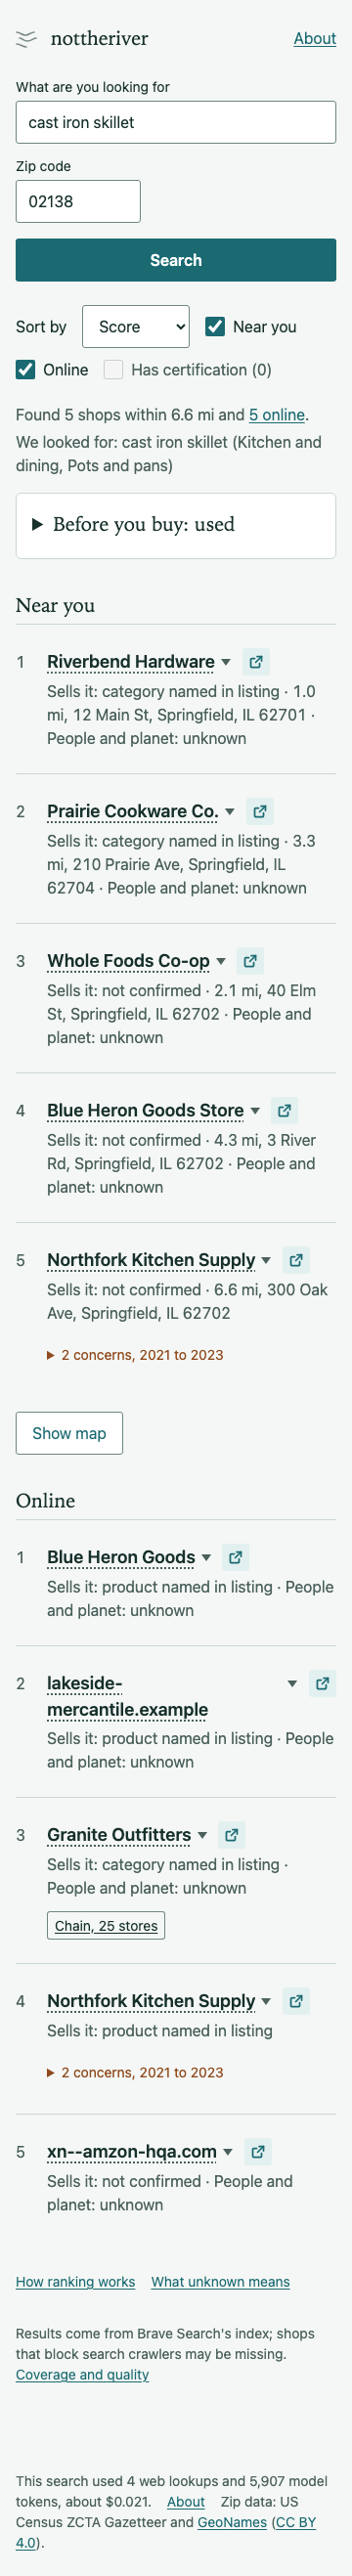 nottheriver
About
What are you looking for
cast iron skillet
Zip code
02138
Search
Sort by
Score
Near you
Online
Has certification (0)
Found 5 shops within 6.6 mi and 5 online.
We looked for: cast iron skillet (Kitchen and
dining, Pots and pans)
Before you buy: used
Near you
1
Riverbend Hardware
Sells it: category named in listing · 1.0
mi, 12 Main St, Springfield, IL 62701 ·
People and planet: unknown
2
Prairie Cookware Co.
Sells it: category named in listing · 3.3
mi, 210 Prairie Ave, Springfield, IL
62704 · People and planet: unknown
3
Whole Foods Co-op
Sells it: not confirmed · 2.1 mi, 40 Elm
St, Springfield, IL 62702 · People and
planet: unknown
4
Blue Heron Goods Store
Sells it: not confirmed · 4.3 mi, 3 River
Rd, Springfield, IL 62702 · People and
planet: unknown
5
Northfork Kitchen Supply
Sells it: not confirmed · 6.6 mi, 300 Oak
Ave, Springfield, IL 62702
2 concerns, 2021 to 2023
Show map
Online
1
Blue Heron Goods
Sells it: product named in listing · People
and planet: unknown
2
lakeside-
mercantile.example
Sells it: product named in listing · People
and planet: unknown
3
Granite Outfitters
Sells it: category named in listing ·
People and planet: unknown
Chain, 25 stores
4
Northfork Kitchen Supply
Sells it: product named in listing
2 concerns, 2021 to 2023
5
xn--amzon-hqa.com
Sells it: not confirmed · People and
planet: unknown
How ranking works
What unknown means
Results come from Brave Search's index; shops
that block search crawlers may be missing.
Coverage and quality
This search used 4 web lookups and 5,907 model
tokens, about $0.021. About Zip data: US
Census ZCTA Gazetteer and GeoNames (CC BY
4.0).